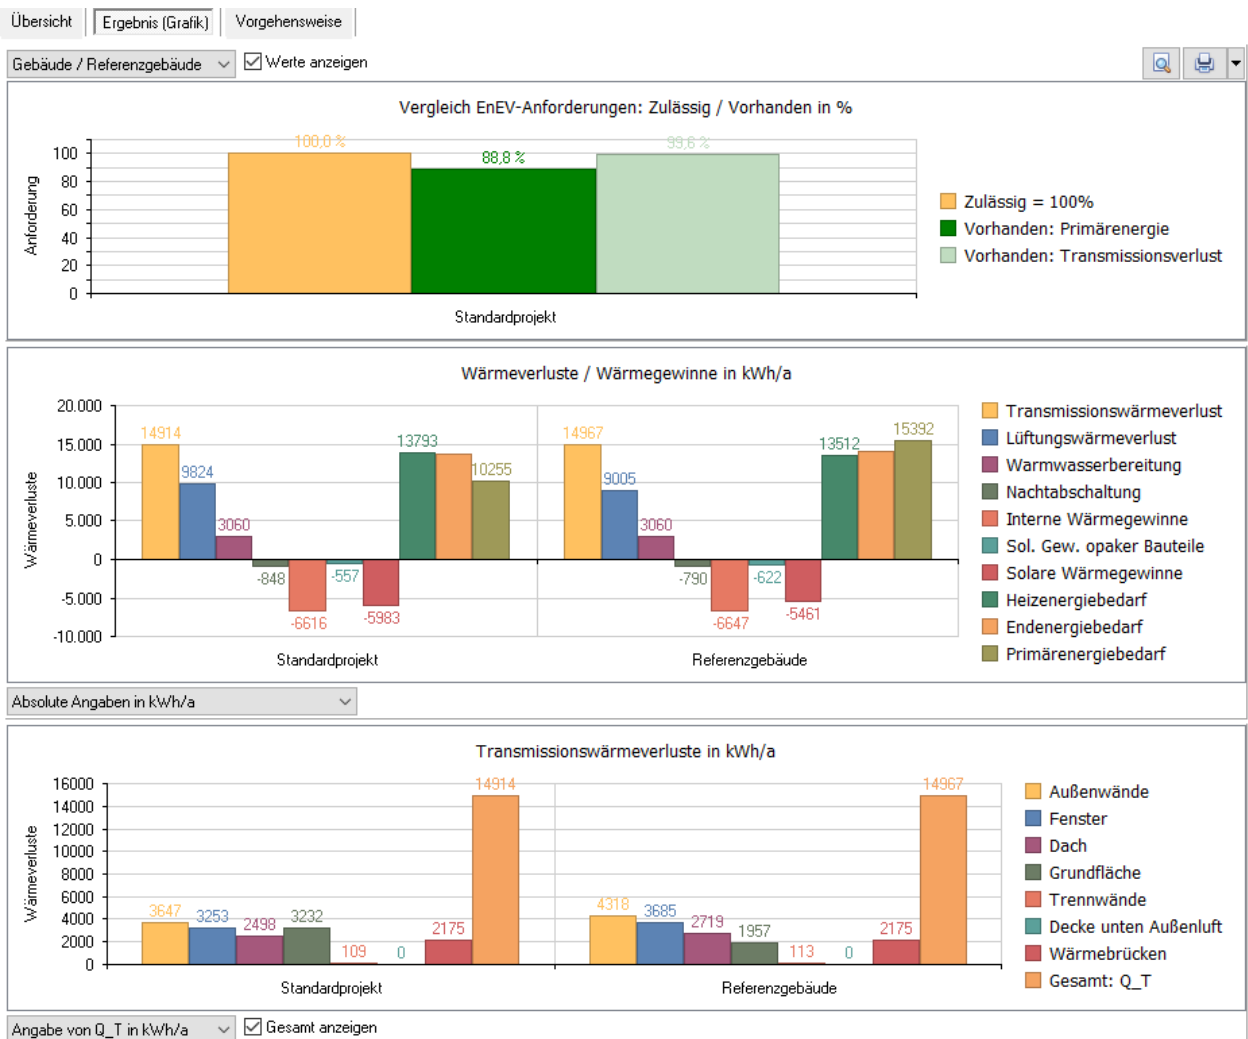 Übersicht Ergebnis (Grafik) Vorgehensweise
Gebäude / Referenzgebäude Werte anzeigen
Vergleich EnEV-Anforderungen: Zulässig / Vorhanden in %
100,0 % 88,8 % 99,6 %
100
80
60
40
20
0
Anforderung
Standardprojekt
Zulässig = 100%
Vorhanden: Primärenergie
Vorhanden: Transmissionsverlust
Wärmeverluste / Wärmegewinne in kWh/a
20.000
15.000
10.000
5.000
0
-5.000
-10.000
Wärmeverluste
14914 9824 3060 -848 -6616 -557 -5983 13793 10255
14967 9005 3060 -790 -6647 -622 -5461 13512 15392
Standardprojekt Referenzgebäude
Transmissionswärmeverlust
Lüftungswärmeverlust
Warmwasserbereitung
Nachtabschaltung
Interne Wärmegewinne
Sol. Gew. opaker Bauteile
Solare Wärmegewinne
Heizenergiebedarf
Endenergiebedarf
Primärenergiebedarf
Absolute Angaben in kWh/a
Transmissionswärmeverluste in kWh/a
16000
14000
12000
10000
8000
6000
4000
2000
0
Wärmeverluste
3647 3253 2498 3232 109 0 2175 14914
4318 3685 2719 1957 113 0 2175 14967
Standardprojekt Referenzgebäude
Außenwände
Fenster
Dach
Grundfläche
Trennwände
Decke unten Außenluft
Wärmebrücken
Gesamt: Q_T
Angabe von Q_T in kWh/a Gesamt anzeigen